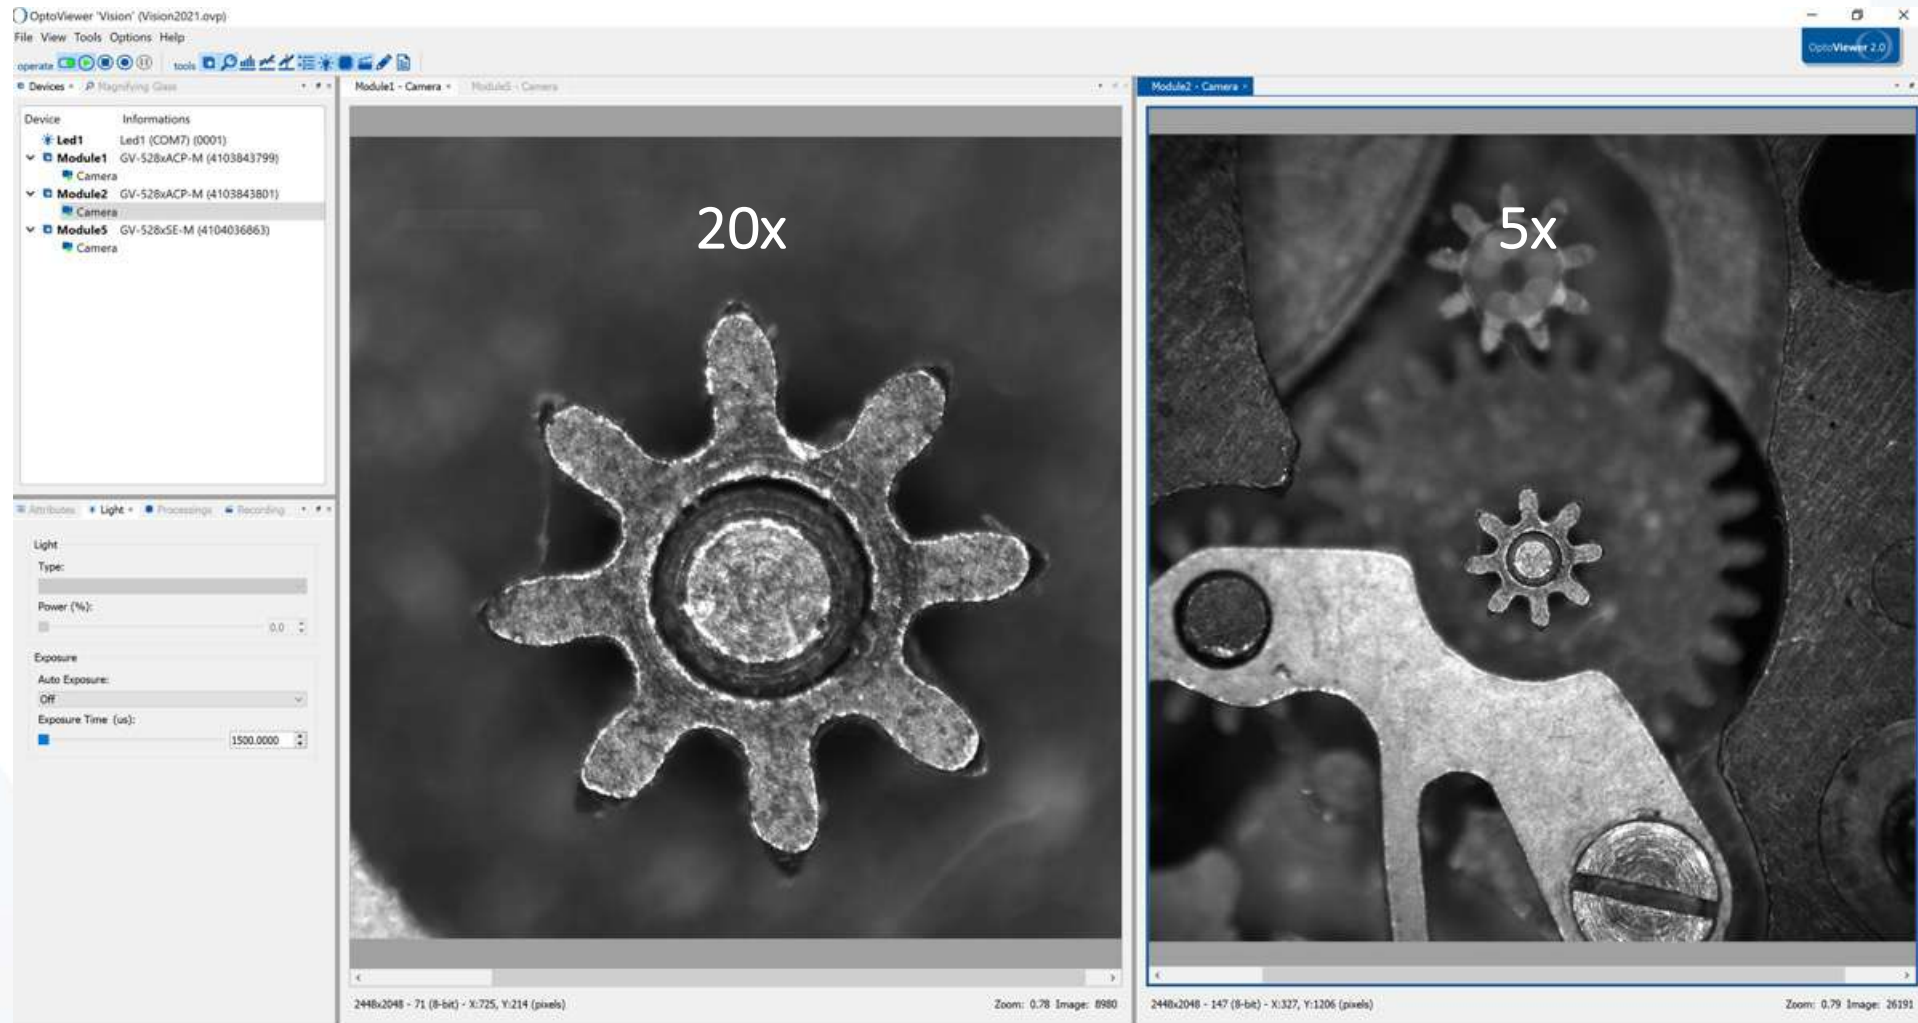 OptoViewer 'Vision' (Vision2021.ovp)
File View Tools Options Help
OptoViewer 2.0
operate tools
Devices Magnifying Glass
Device Informations
Led1 Led1 (COM7) (0001)
Module1 GV-528xACP-M (4103843799)
Camera
Module2 GV-528xACP-M (4103843801)
Camera
Module5 GV-528xSE-M (4104036863)
Camera
Attributes Light Processings Recording
Light
Type:
Power (%):
0.0
Exposure
Auto Exposure:
Off
Exposure Time (us):
1500.0000
Module1 - Camera Module5 - Camera
20x
2448x2048 - 71 (8-bit) - X:725, Y:214 (pixels) Zoom: 0.78 Image: 8980
Module2 - Camera
5x
2448x2048 - 147 (8-bit) - X:327, Y:1206 (pixels) Zoom: 0.79 Image: 26191